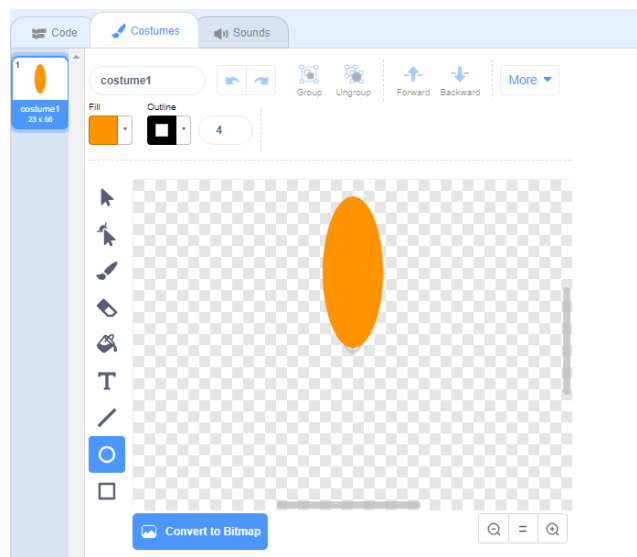 Code
Costumes
Sounds
1
costume1
23 x 56
costume1
Group
Ungroup
Forward
Backward
More
Fill
Outline
4
T
Convert to Bitmap